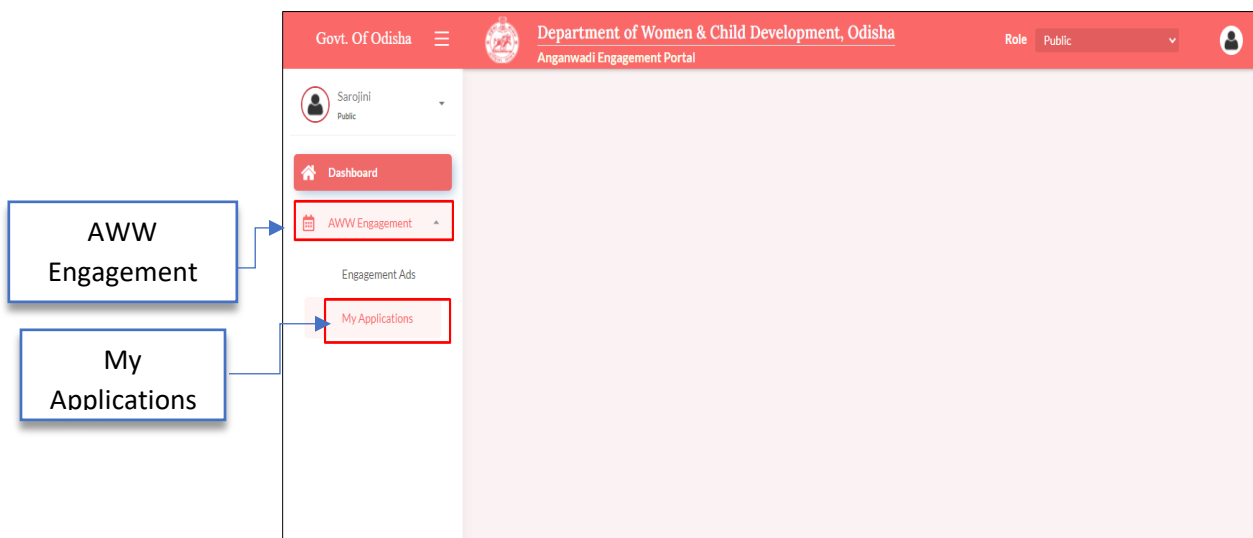 Govt. Of Odisha
Department of Women & Child Development, Odisha
Anganwadi Engagement Portal
Role Public
Sarojini
Public
Dashboard
AWW Engagement
Engagement Ads
My Applications
AWW
Engagement
My
Applications